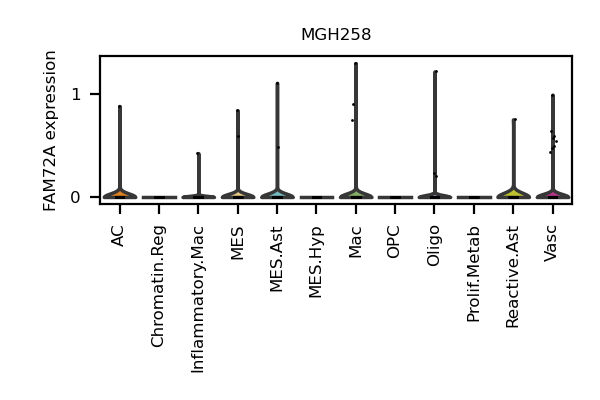 MGH258
FAM72A expression
1
0
AC
Chromatin.Reg
Inflammatory.Mac
MES
MES.Ast
MES.Hyp
Mac
OPC
Oligo
Prolif.Metab
Reactive.Ast
Vasc